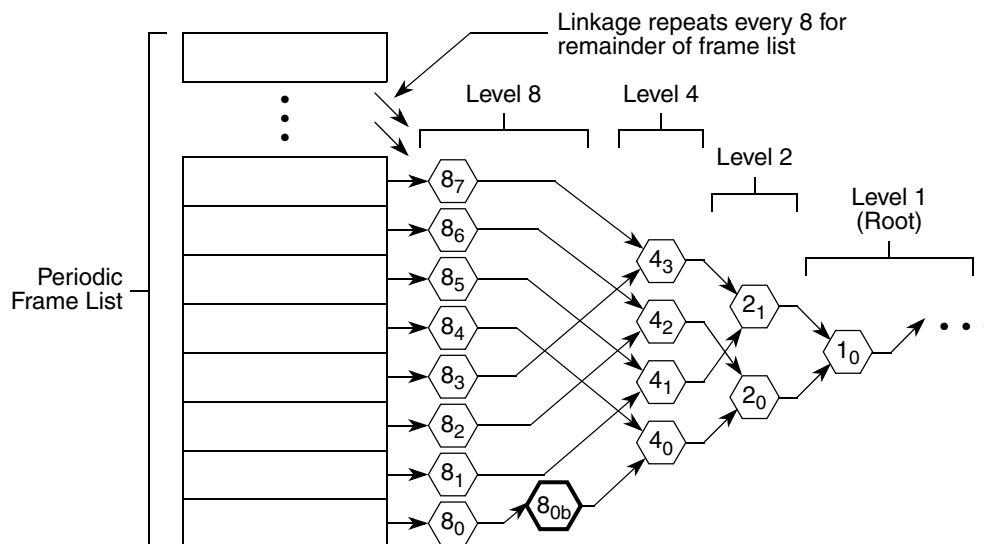 Linkage repeats every 8 for
remainder of frame list
Level 8
Level 4
Level 2
Level 1
(Root)
Periodic
Frame List
8₇
8₆
8₅
8₄
8₃
8₂
8₁
8₀
8₀b
4₃
4₂
4₁
4₀
2₁
2₀
1₀